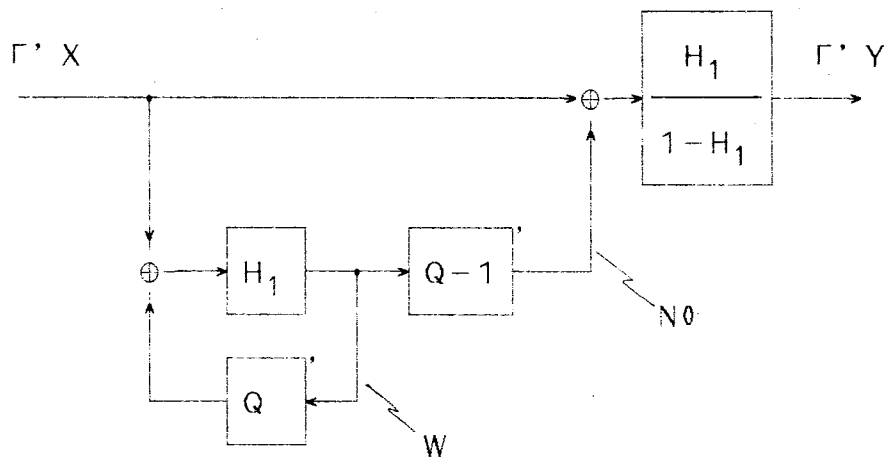 Γ' X
H₁
1-H₁
Γ' Y
H₁
Q-1'
N0
Q'
W